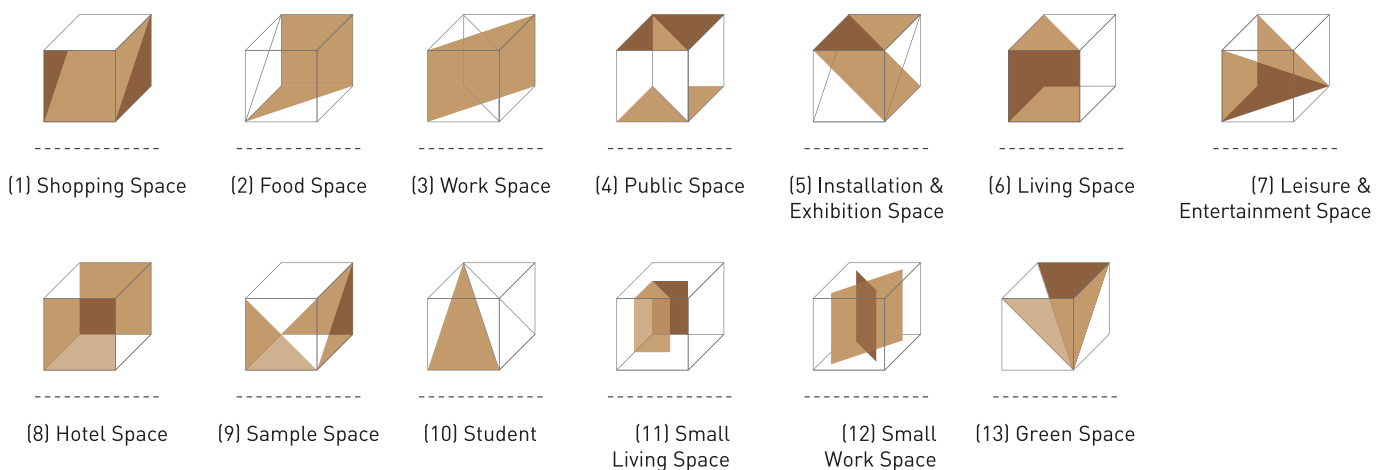 (1) Shopping Space
(2) Food Space
(3) Work Space
(4) Public Space
(5) Installation &
Exhibition Space
(6) Living Space
(7) Leisure &
Entertainment Space
(8) Hotel Space
(9) Sample Space
(10) Student
(11) Small
Living Space
(12) Small
Work Space
(13) Green Space